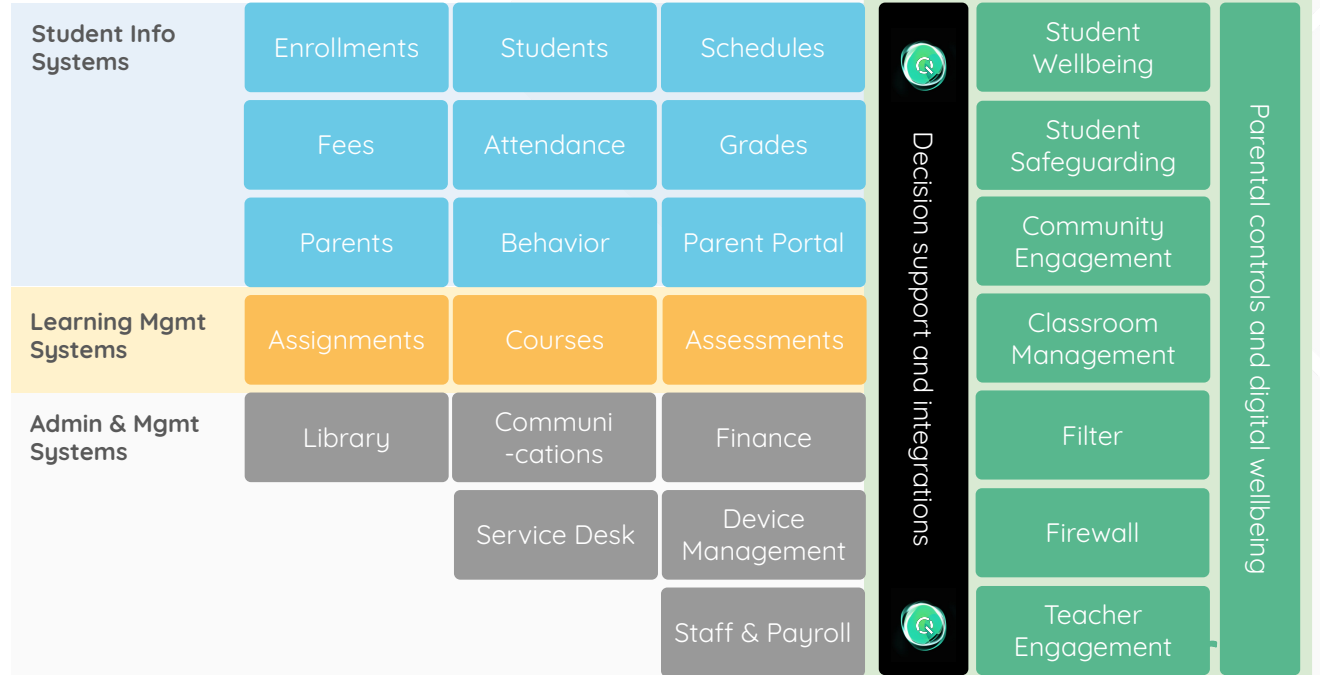 Student Info
Systems
Enrollments
Students
Schedules
Fees
Attendance
Grades
Parents
Behavior
Parent Portal
Learning Mgmt
Systems
Assignments
Courses
Assessments
Admin & Mgmt
Systems
Library
Communi
-cations
Finance
Service Desk
Device
Management
Staff & Payroll
Decision support and integrations
Student
Wellbeing
Student
Safeguarding
Community
Engagement
Classroom
Management
Filter
Firewall
Teacher
Engagement
Parental controls and digital wellbeing